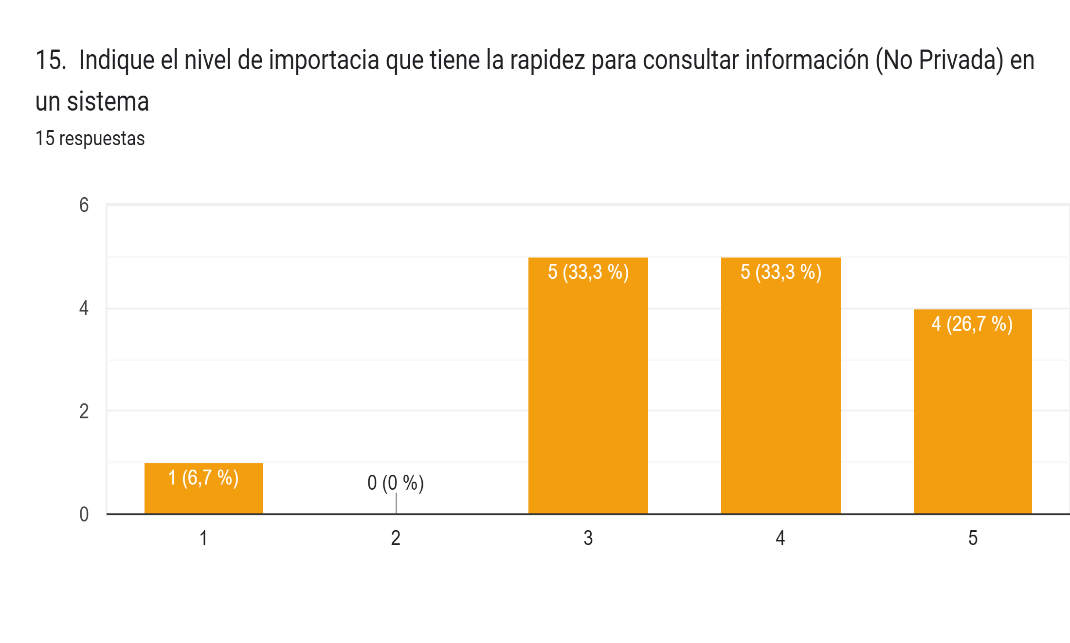 15.  Indique el nivel de importacia que tiene la rapidez para consultar información (No Privada) en
un sistema
15 respuestas
6
4
2
0
1 (6,7 %)
0 (0 %)
5 (33,3 %)
5 (33,3 %)
4 (26,7 %)
1
2
3
4
5